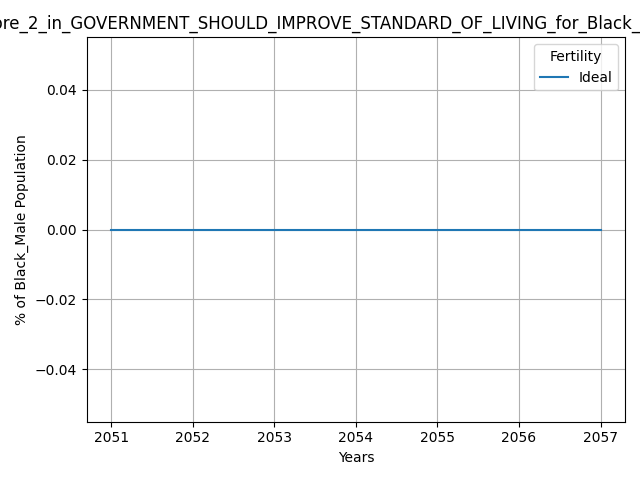 ore_2_in_GOVERNMENT_SHOULD_IMPROVE_STANDARD_OF_LIVING_for_Black_
Fertility
Ideal
0.04
0.02
0.00
−0.02
−0.04
% of Black_Male Population
2051 2052 2053 2054 2055 2056 2057
Years